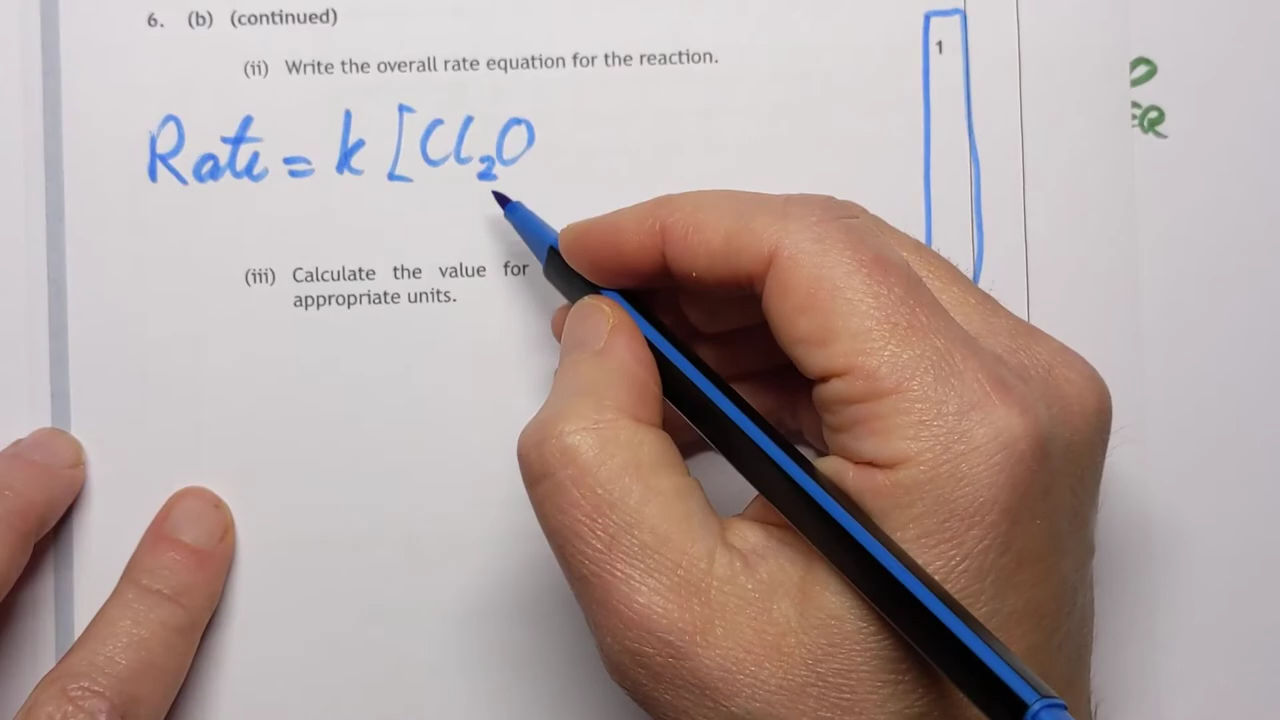 6. (b) (continued)
(ii) Write the overall rate equation for the reaction.
1
Rate = k [Cl₂O
(iii) Calculate the value for
appropriate units.